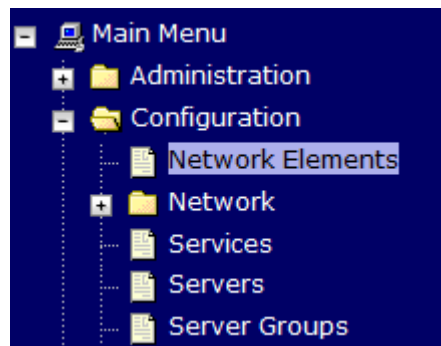 Main Menu
Administration
Configuration
Network Elements
Network
Services
Servers
Server Groups